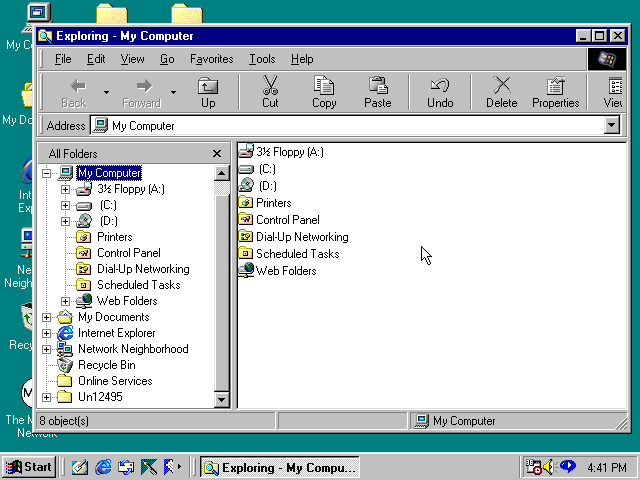 My Co
Exploring - My Computer
File Edit View Go Favorites Tools Help
Back Forward Up Cut Copy Paste Undo Delete Properties View
Address My Computer
All Folders
My Computer
3½ Floppy (A:)
(C:)
(D:)
Printers
Control Panel
Dial-Up Networking
Scheduled Tasks
Web Folders
My Documents
Internet Explorer
Network Neighborhood
Recycle Bin
Online Services
Un12495
3½ Floppy (A:)
(C:)
(D:)
Printers
Control Panel
Dial-Up Networking
Scheduled Tasks
Web Folders
8 object(s)
My Computer
My Do
Int
Exp
Ne
Neigh
Recy
The M
Network
Start
Exploring - My Compu...
4:41 PM